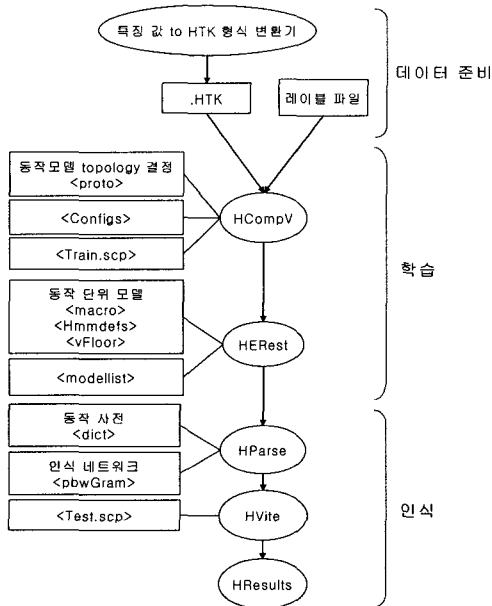 특징 값 to HTK 형식 변환기
.HTK
레이블 파일
데이터 준비
동작모델 topology 결정
<proto>
<Configs>
<Train.scp>
HCompV
학습
동작 단위 모델
<macro>
<Hmmdefs>
<vFloor>
<modellist>
HERest
동작 사전
<dict>
인식 네트워크
<pbwGram>
<Test.scp>
HParse
HVite
HResults
인식